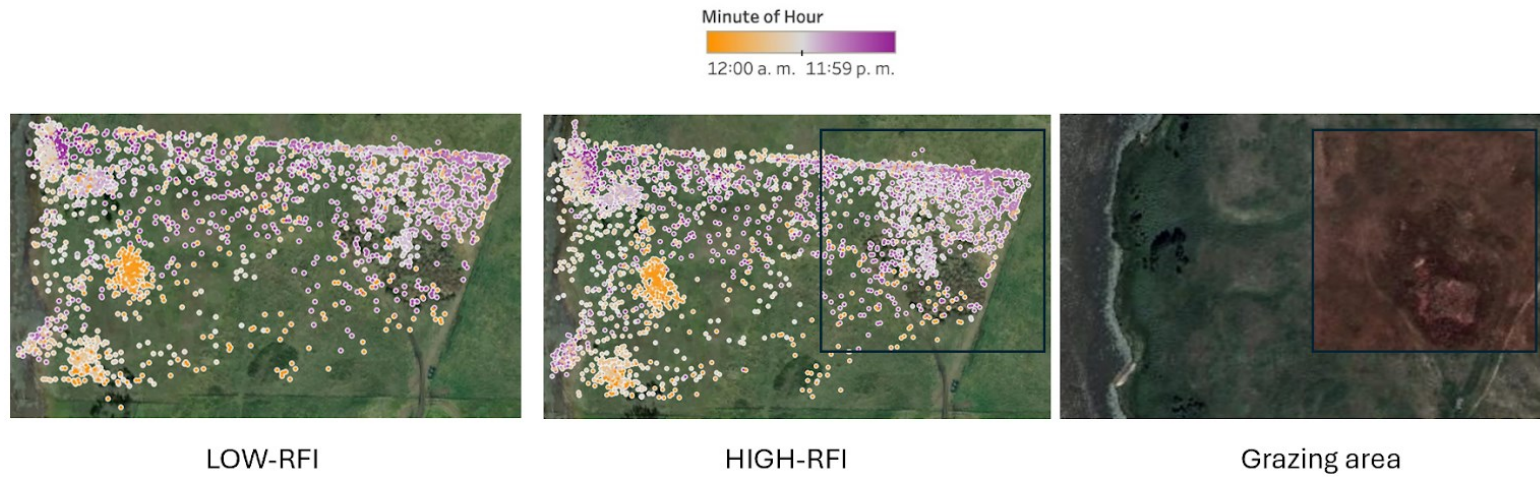 Minute of Hour
12:00 a. m. 11:59 p. m.
LOW-RFI
HIGH-RFI
Grazing area